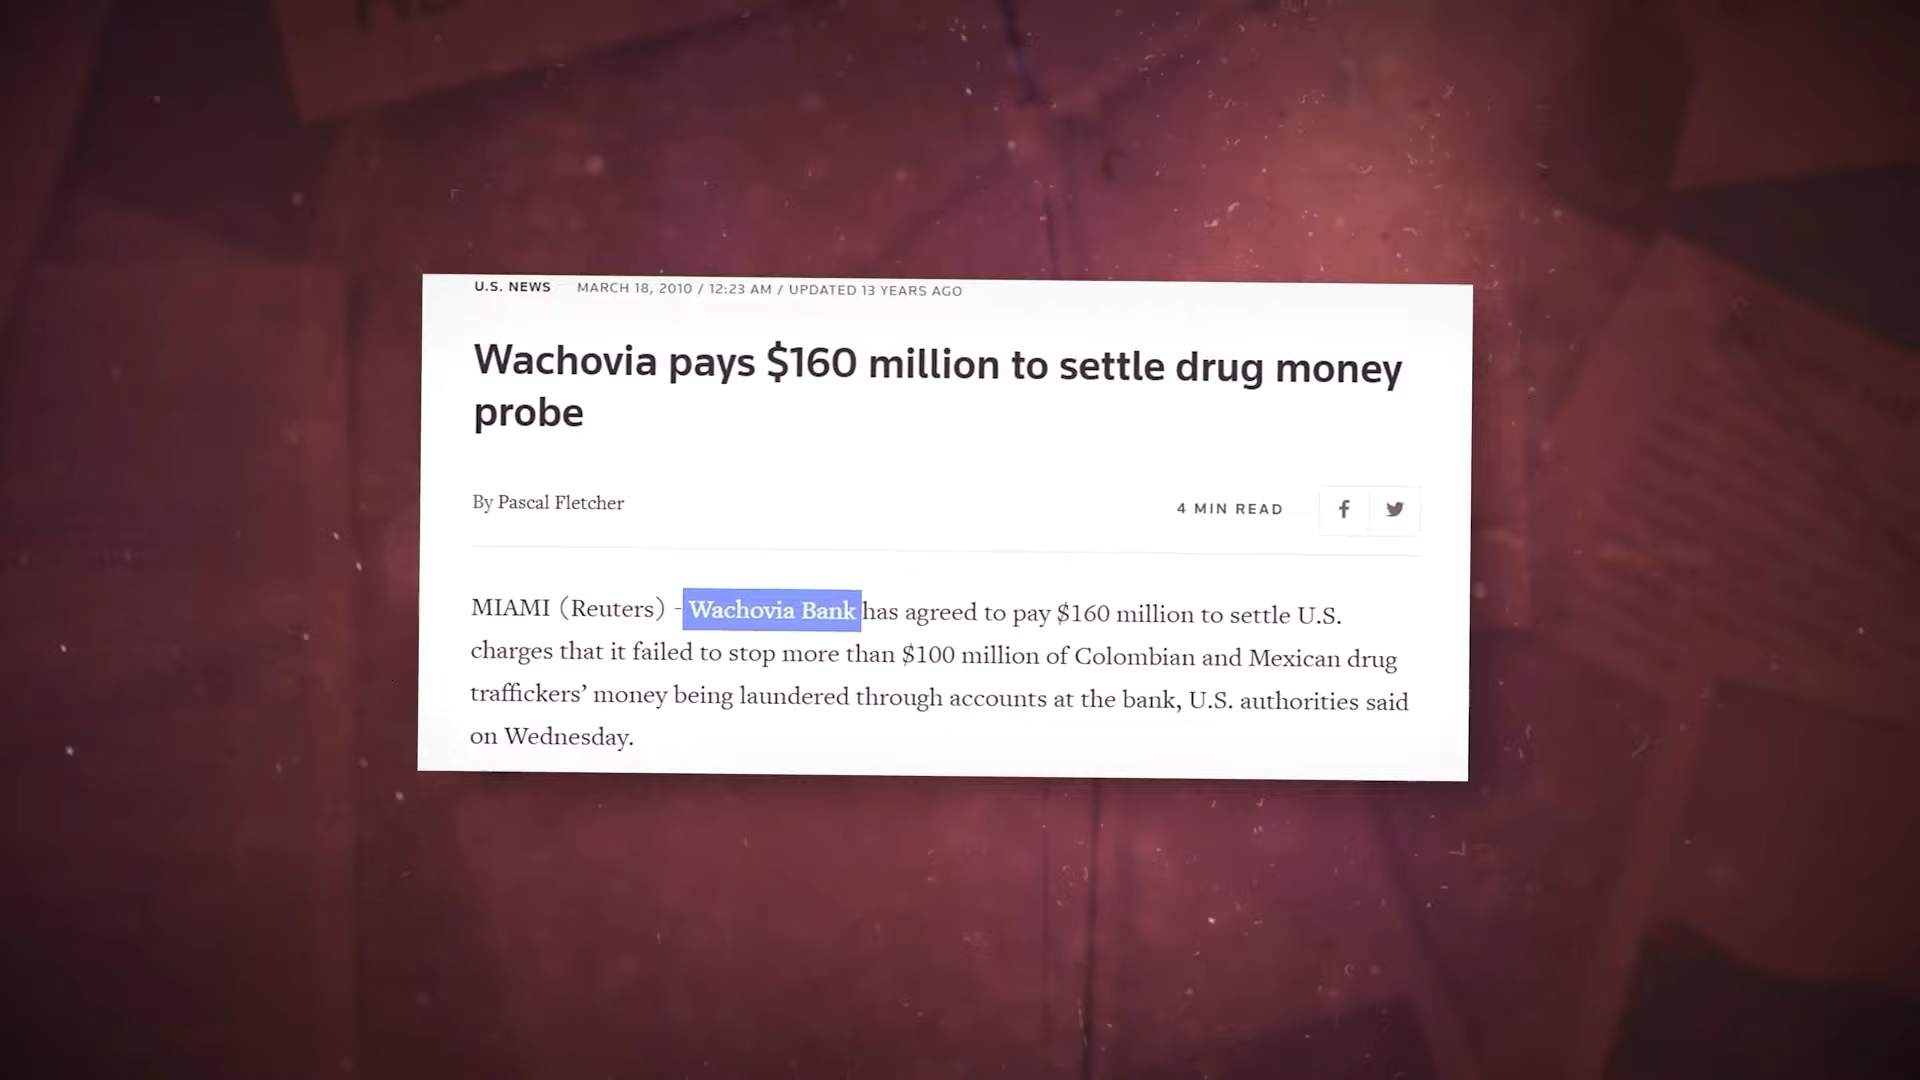 U.S. NEWS MARCH 18, 2010 / 12:23 AM / UPDATED 13 YEARS AGO
Wachovia pays $160 million to settle drug money
probe
By Pascal Fletcher
4 MIN READ
MIAMI (Reuters) - Wachovia Bank has agreed to pay $160 million to settle U.S.
charges that it failed to stop more than $100 million of Colombian and Mexican drug
traffickers’ money being laundered through accounts at the bank, U.S. authorities said
on Wednesday.